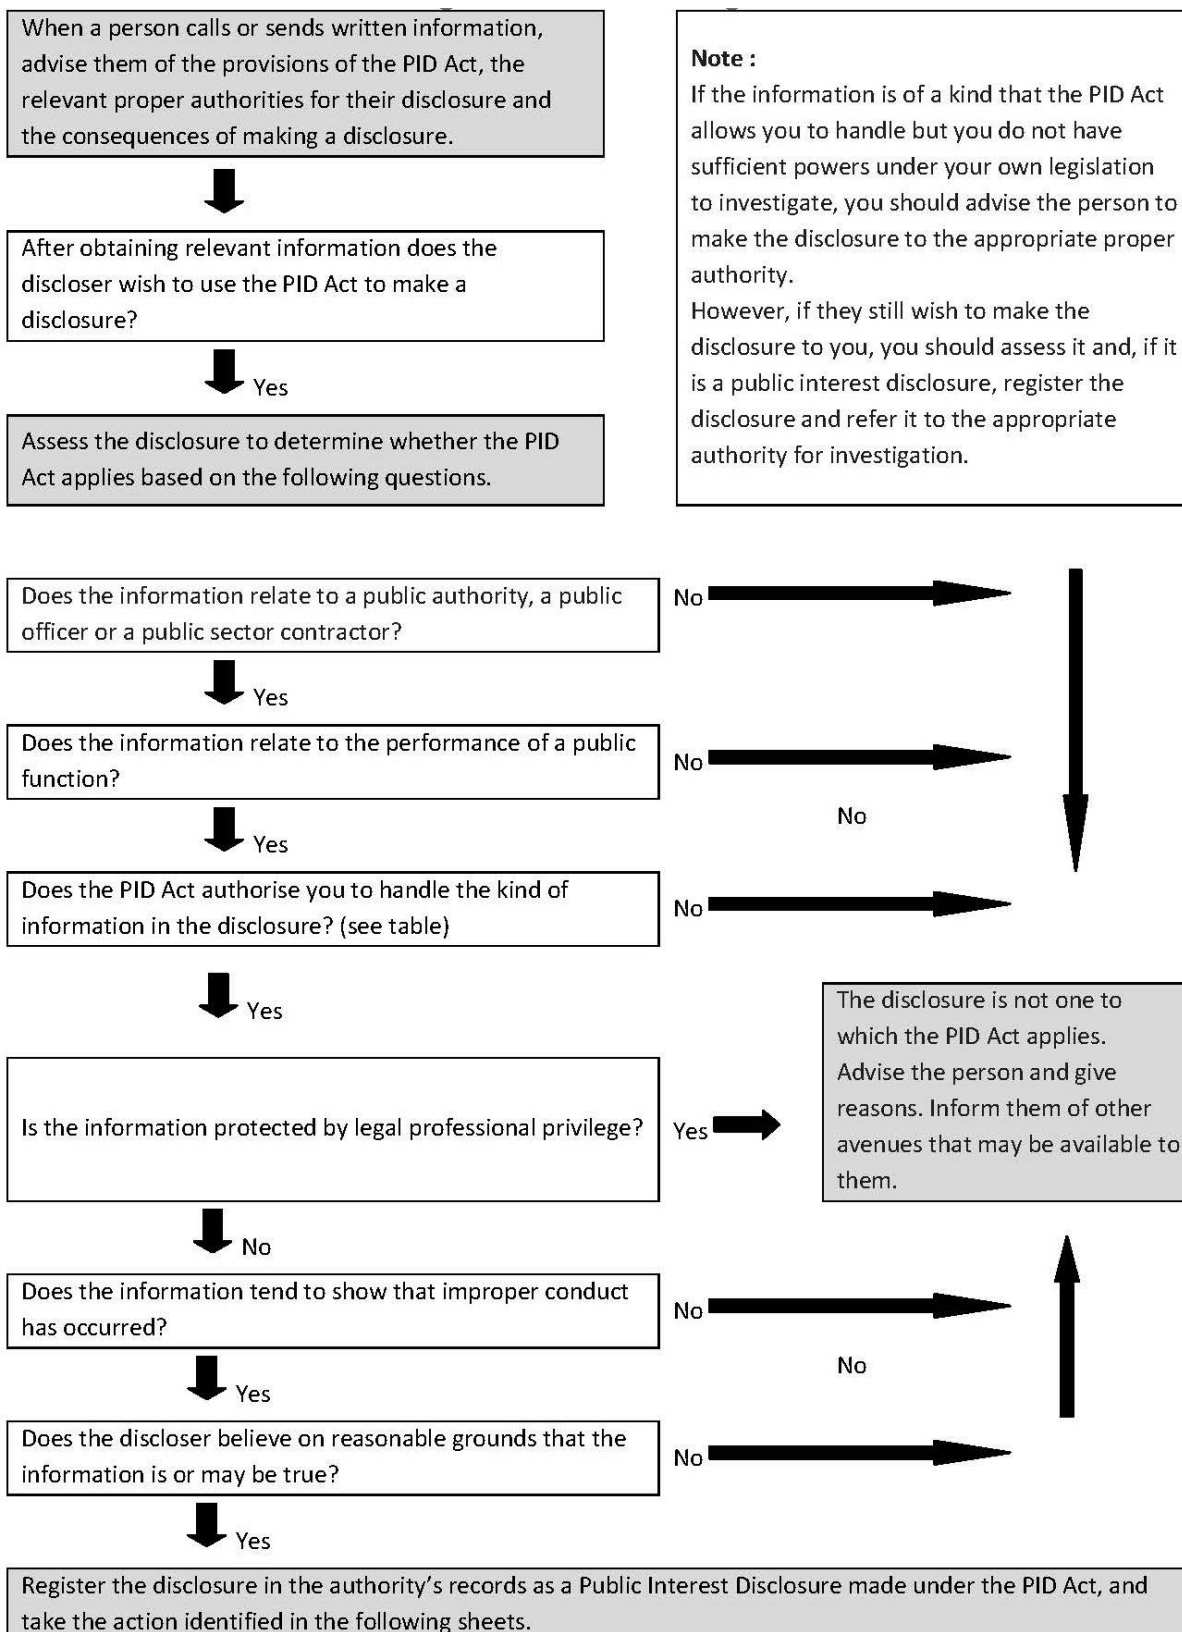 When a person calls or sends written information,
advise them of the provisions of the PID Act, the
relevant proper authorities for their disclosure and
the consequences of making a disclosure.
After obtaining relevant information does the
discloser wish to use the PID Act to make a
disclosure?
Yes
Assess the disclosure to determine whether the PID
Act applies based on the following questions.
Note :
If the information is of a kind that the PID Act
allows you to handle but you do not have
sufficient powers under your own legislation
to investigate, you should advise the person to
make the disclosure to the appropriate proper
authority.
However, if they still wish to make the
disclosure to you, you should assess it and, if it
is a public interest disclosure, register the
disclosure and refer it to the appropriate
authority for investigation.
Does the information relate to a public authority, a public
officer or a public sector contractor?
No
Yes
Does the information relate to the performance of a public
function?
No
No
Yes
Does the PID Act authorise you to handle the kind of
information in the disclosure? (see table)
No
Yes
Is the information protected by legal professional privilege?
Yes
The disclosure is not one to
which the PID Act applies.
Advise the person and give
reasons. Inform them of other
avenues that may be available to
them.
No
Does the information tend to show that improper conduct
has occurred?
No
No
Yes
Does the discloser believe on reasonable grounds that the
information is or may be true?
No
Yes
Register the disclosure in the authority's records as a Public Interest Disclosure made under the PID Act, and
take the action identified in the following sheets.